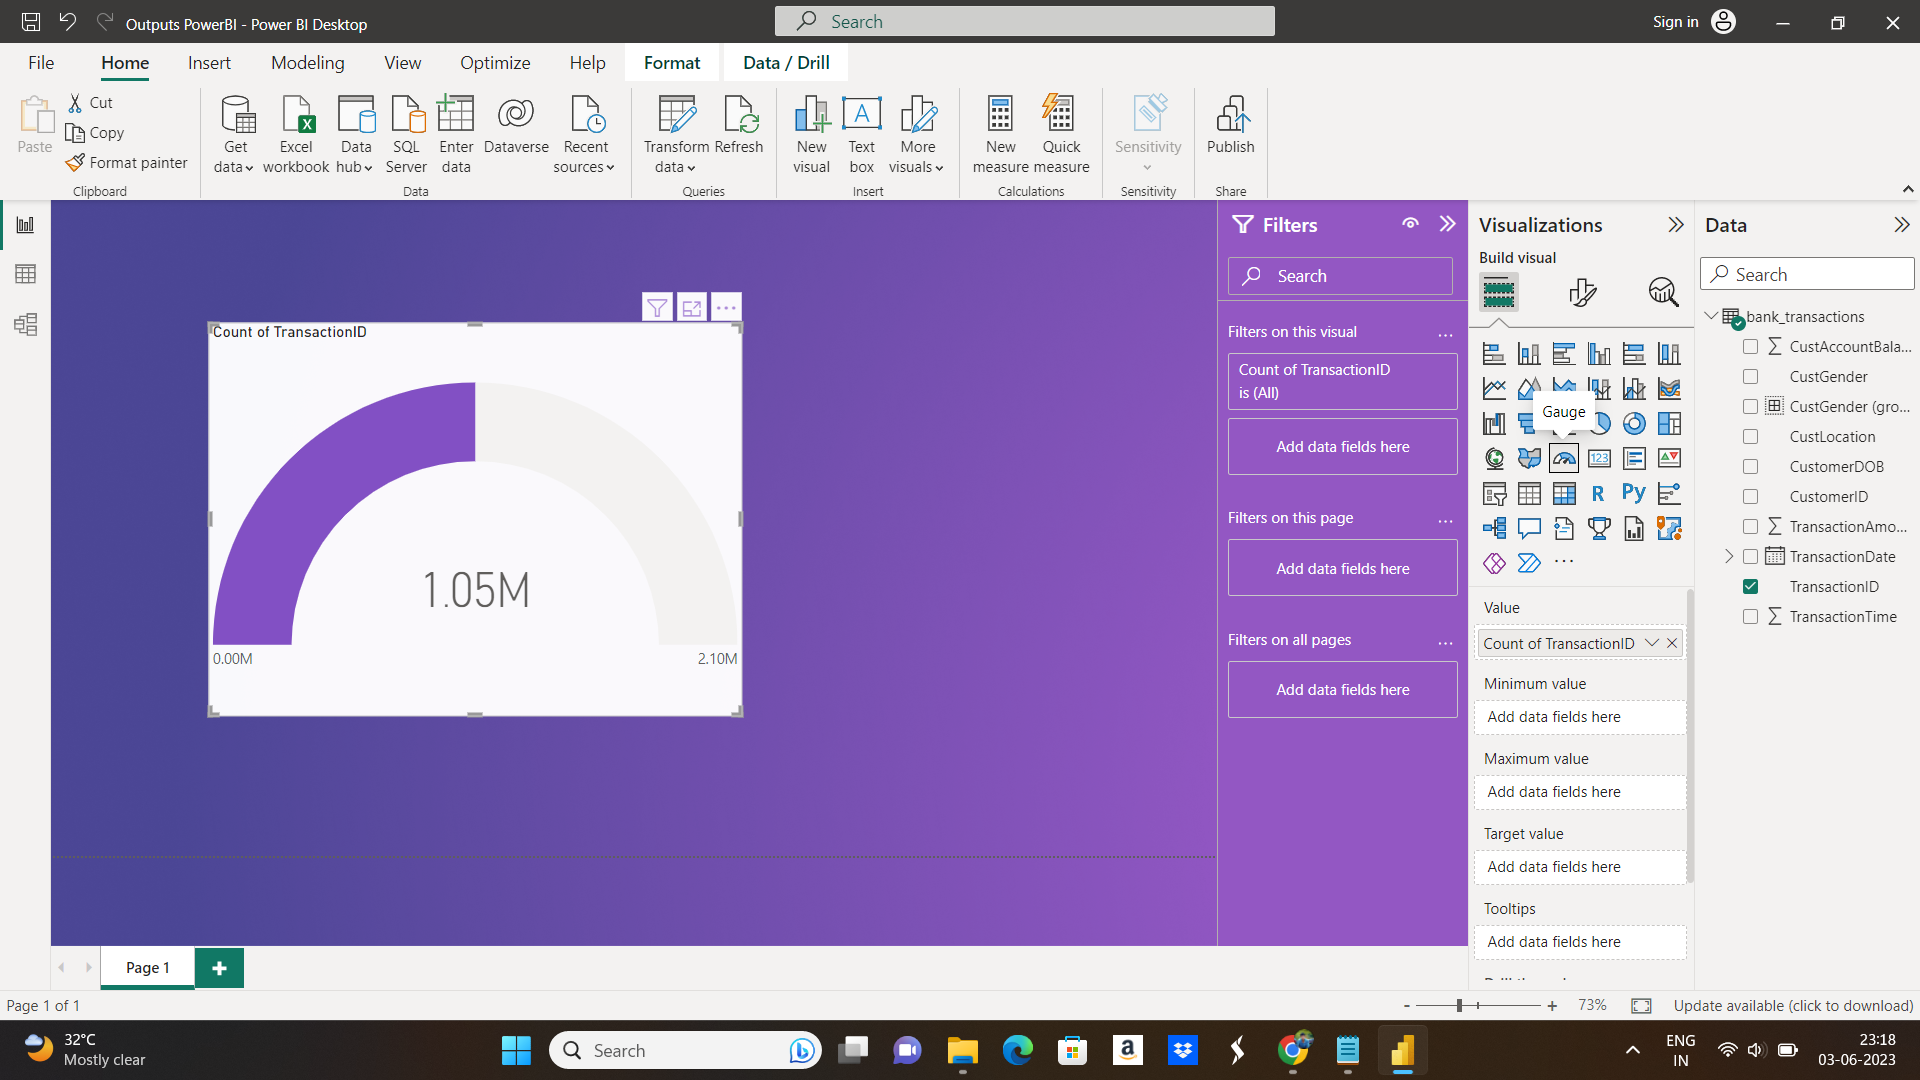 Outputs PowerBI - Power BI Desktop
Search
Sign in
File
Home
Insert
Modeling
View
Optimize
Help
Format
Data / Drill
Paste
Cut
Copy
Format painter
Clipboard
Get data
Excel workbook
Data hub
SQL Server
Enter data
Dataverse
Recent sources
Data
Transform data
Refresh
Queries
New visual
Text box
More visuals
Insert
New measure
Quick measure
Calculations
Sensitivity
Sensitivity
Publish
Share
Count of TransactionID
1.05M
0.00M
2.10M
Filters
Search
Filters on this visual
Count of TransactionID
is (All)
Add data fields here
Filters on this page
Add data fields here
Filters on all pages
Add data fields here
Visualizations
Build visual
Gauge
123
R
Py
Value
Count of TransactionID
Minimum value
Add data fields here
Maximum value
Add data fields here
Target value
Add data fields here
Tooltips
Add data fields here
Data
Search
bank_transactions
CustAccountBala...
CustGender
CustGender (gro...
CustLocation
CustomerDOB
CustomerID
TransactionAmo...
TransactionDate
TransactionID
TransactionTime
Page 1
Page 1 of 1
- + 73%
Update available (click to download)
32°C
Mostly clear
Search
ENG
IN
23:18
03-06-2023